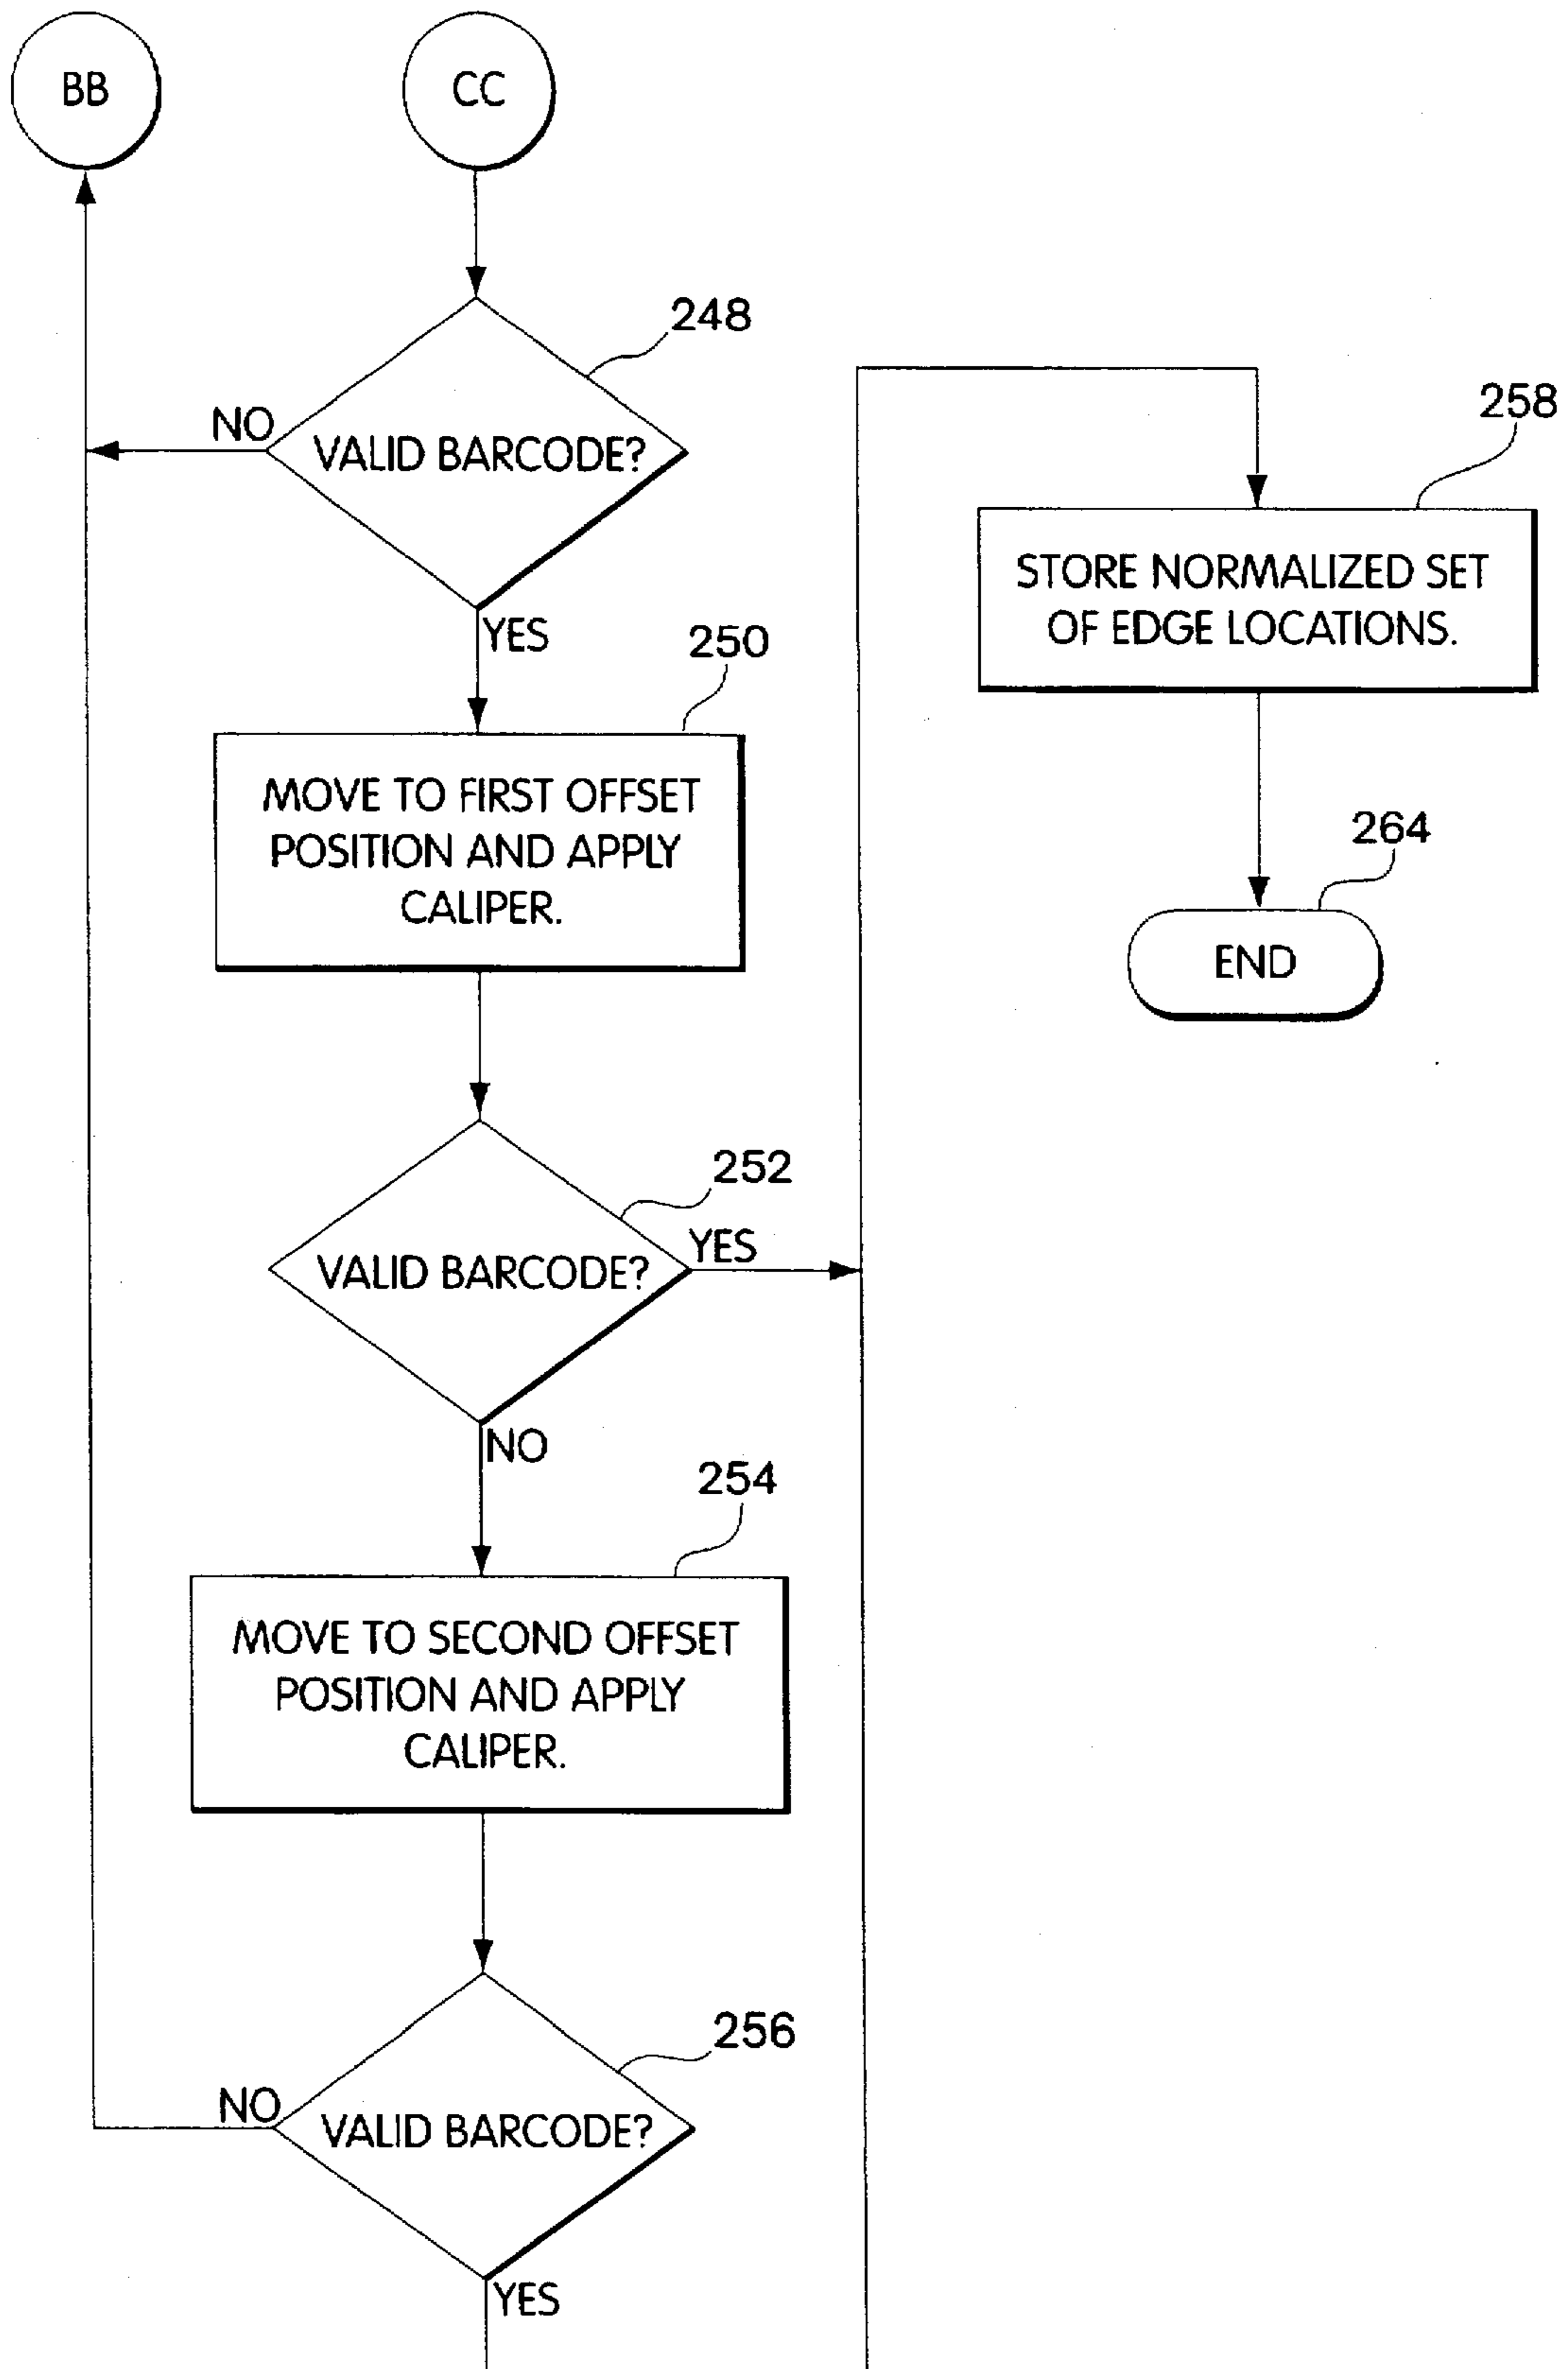 BB
CC
248
NO
VALID BARCODE?
YES
258
STORE NORMALIZED SET
OF EDGE LOCATIONS.
250
MOVE TO FIRST OFFSET
POSITION AND APPLY
CALIPER.
264
END
252
VALID BARCODE?
YES
NO
254
MOVE TO SECOND OFFSET
POSITION AND APPLY
CALIPER.
256
NO
VALID BARCODE?
YES